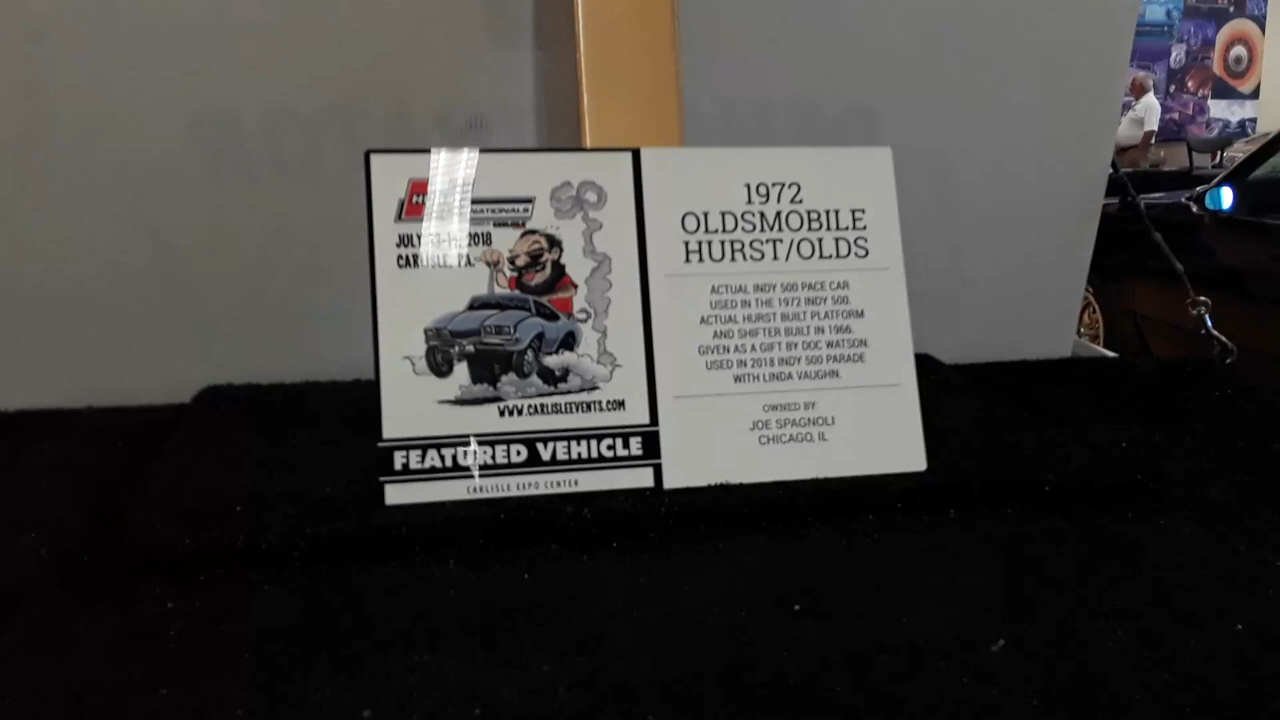 NATIONALS
CARLISLE
JULY 2018
CARLISLE, PA.
WWW.CARLISLEEVENTS.COM
FEATURED VEHICLE
CARLISLE EXPO CENTER
1972
OLDSMOBILE
HURST/OLDS
ACTUAL INDY 500 PACE CAR
USED IN THE 1972 INDY 500.
ACTUAL HURST BUILT PLATFORM
AND SHIFTER BUILT IN 1966.
GIVEN AS A GIFT BY DOC WATSON.
USED IN 2018 INDY 500 PARADE
WITH LINDA VAUGHN.
OWNED BY
JOE SPAGNOLI
CHICAGO, IL
66